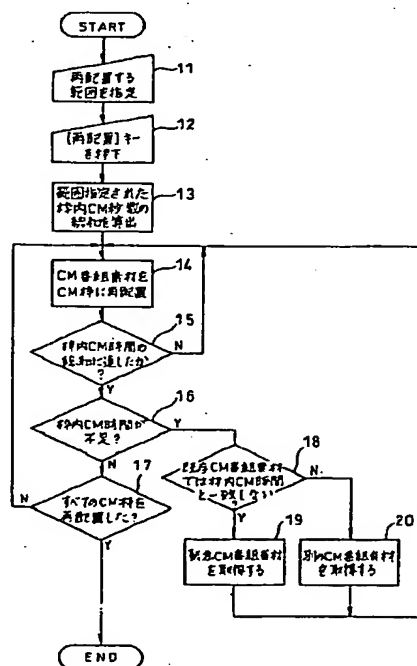 START
再配置する
範囲を指定
11
[再配置]キー
を押下
12
範囲指定された
枠内CM秒数の
総和を算出
13
CM番組素材を
CM枠に再配置
14
枠内CM時間の
総和に達したか
?
15
N
Y
枠内CM時間が
不足?
16
Y
N
すべてのCM枠を
再配置した?
17
N
Y
END
既存CM番組素材
では枠内CM時間
と一致しない
?
18
N
Y
CM番組素材
を取得する
19
別のCM番組素材
を取得する
20